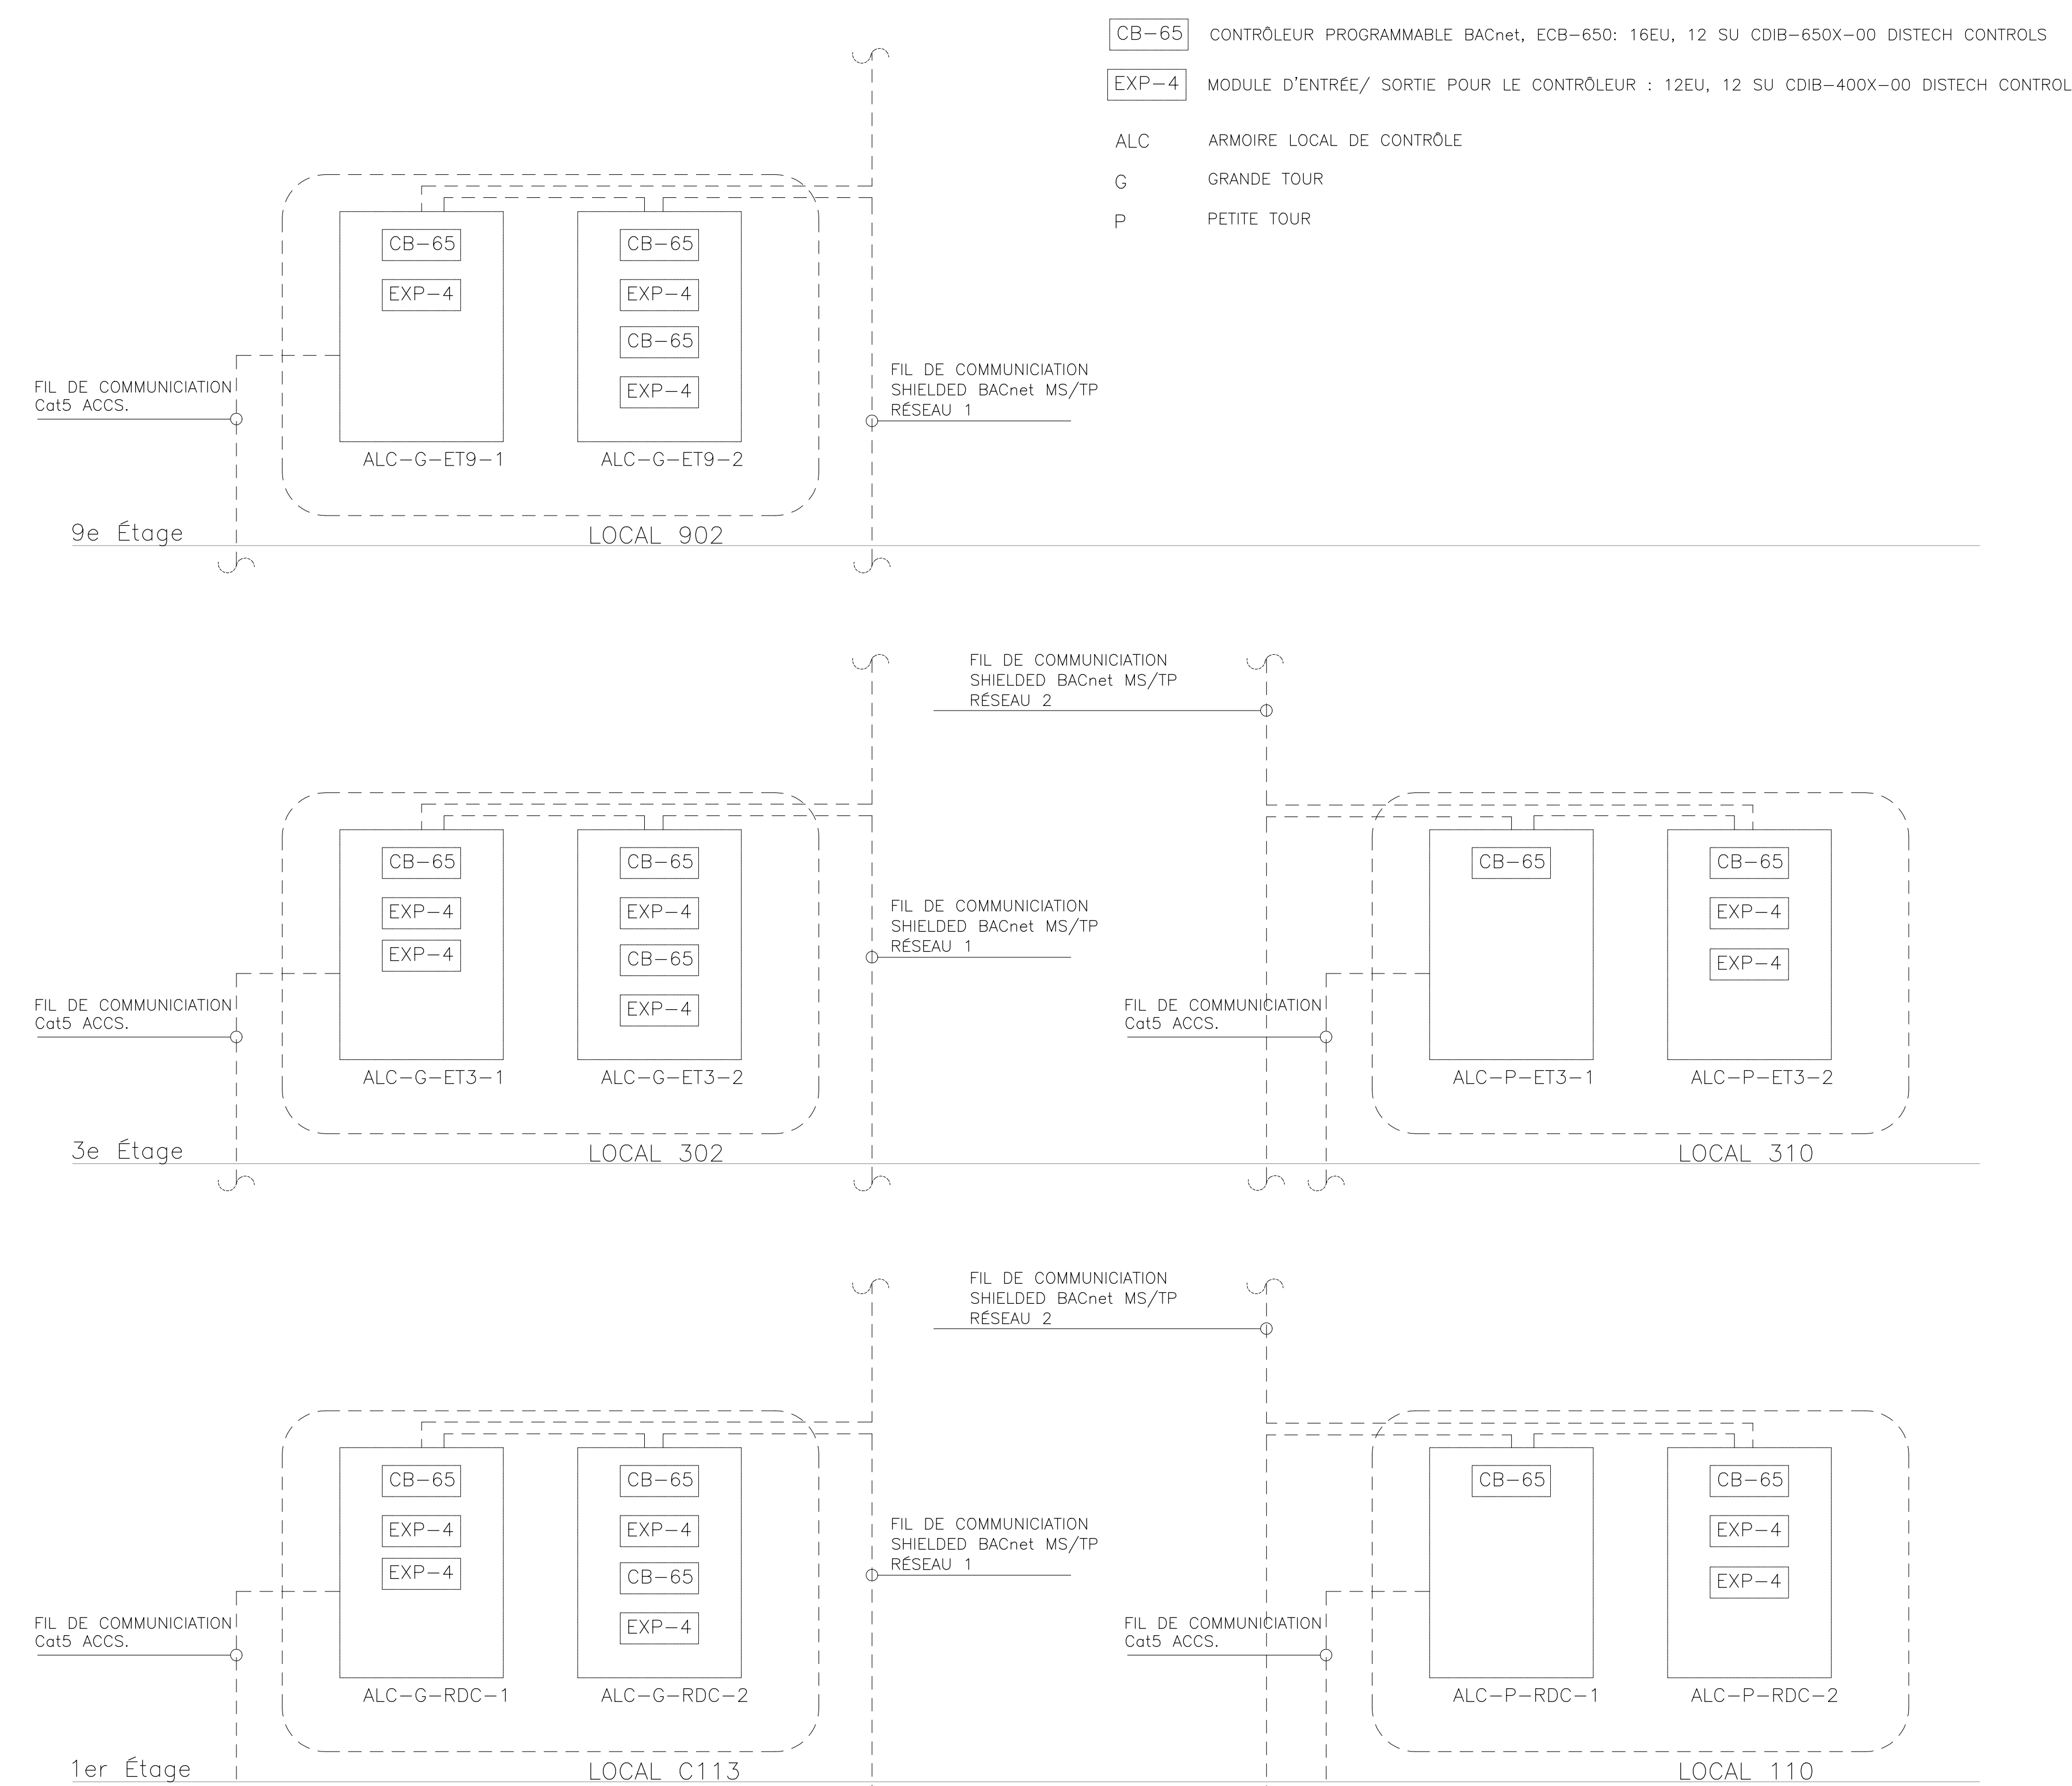 CB-65 CONTRÔLEUR PROGRAMMABLE BACnet, ECB-650: 16EU, 12 SU CDIB-650X-00 DISTECH CONTROLS
EXP-4 MODULE D'ENTRÉE/ SORTIE POUR LE CONTRÔLEUR : 12EU, 12 SU CDIB-400X-00 DISTECH CONTROL
ALC ARMOIRE LOCAL DE CONTRÔLE
G GRANDE TOUR
P PETITE TOUR
CB-65
EXP-4
ALC-G-ET9-1
CB-65
EXP-4
CB-65
EXP-4
ALC-G-ET9-2
FIL DE COMMUNICIATION
Cat5 ACCS.
FIL DE COMMUNICIATION
SHIELDED BACnet MS/TP
RÉSEAU 1
9e Étage
LOCAL 902
FIL DE COMMUNICIATION
SHIELDED BACnet MS/TP
RÉSEAU 2
CB-65
EXP-4
EXP-4
ALC-G-ET3-1
CB-65
EXP-4
CB-65
EXP-4
ALC-G-ET3-2
FIL DE COMMUNICIATION
Cat5 ACCS.
FIL DE COMMUNICIATION
SHIELDED BACnet MS/TP
RÉSEAU 1
FIL DE COMMUNICIATION
Cat5 ACCS.
CB-65
ALC-P-ET3-1
CB-65
EXP-4
EXP-4
ALC-P-ET3-2
3e Étage
LOCAL 302
LOCAL 310
FIL DE COMMUNICIATION
SHIELDED BACnet MS/TP
RÉSEAU 2
CB-65
EXP-4
EXP-4
ALC-G-RDC-1
CB-65
EXP-4
CB-65
EXP-4
ALC-G-RDC-2
FIL DE COMMUNICIATION
Cat5 ACCS.
FIL DE COMMUNICIATION
SHIELDED BACnet MS/TP
RÉSEAU 1
FIL DE COMMUNICIATION
Cat5 ACCS.
CB-65
ALC-P-RDC-1
CB-65
EXP-4
EXP-4
ALC-P-RDC-2
1er Étage
LOCAL C113
LOCAL 110